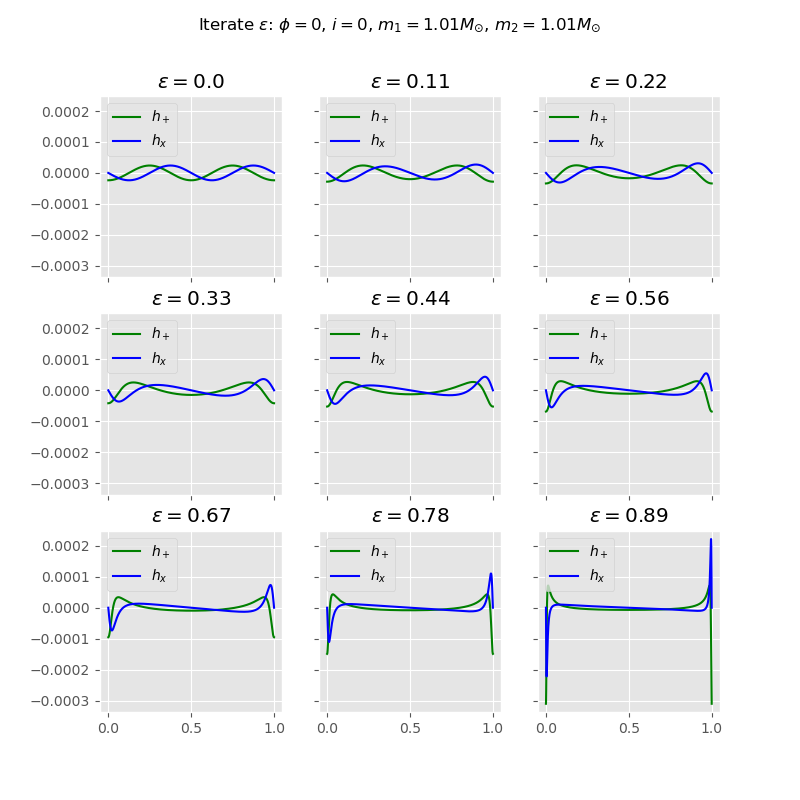 Iterate ε: ϕ = 0, i = 0, m₁ = 1.01M☉, m₂ = 1.01M☉
ε = 0.0
ε = 0.11
ε = 0.22
0.0002
0.0001
0.0000
−0.0001
−0.0002
−0.0003
h₊
hₓ
h₊
hₓ
h₊
hₓ
ε = 0.33
ε = 0.44
ε = 0.56
0.0002
0.0001
0.0000
−0.0001
−0.0002
−0.0003
h₊
hₓ
h₊
hₓ
h₊
hₓ
ε = 0.67
ε = 0.78
ε = 0.89
0.0002
0.0001
0.0000
−0.0001
−0.0002
−0.0003
h₊
hₓ
h₊
hₓ
h₊
hₓ
0.0 0.5 1.0
0.0 0.5 1.0
0.0 0.5 1.0